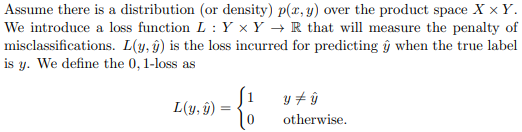 Assume there is a distribution (or density) p(x, y) over the product space X × Y.
We introduce a loss function L : Y × Y → ℝ that will measure the penalty of
misclassifications. L(y, ŷ) is the loss incurred for predicting ŷ when the true label
is y. We define the 0, 1-loss as
L(y, ŷ) = { 1 y ≠ ŷ
0 otherwise.